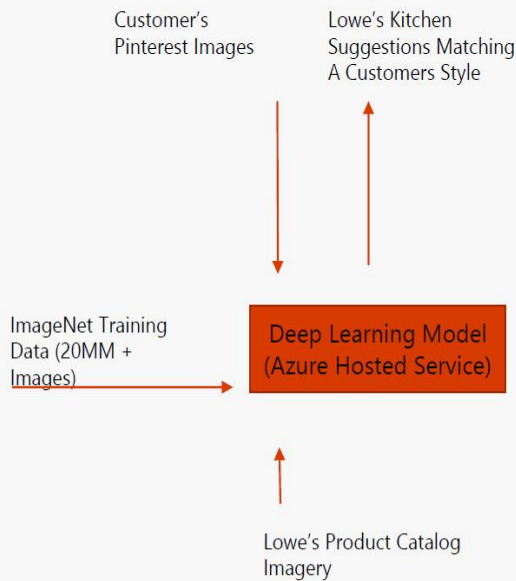 Customer's
Pinterest Images
Lowe's Kitchen
Suggestions Matching
A Customers Style
ImageNet Training
Data (20MM +
Images)
Deep Learning Model
(Azure Hosted Service)
Lowe's Product Catalog
Imagery